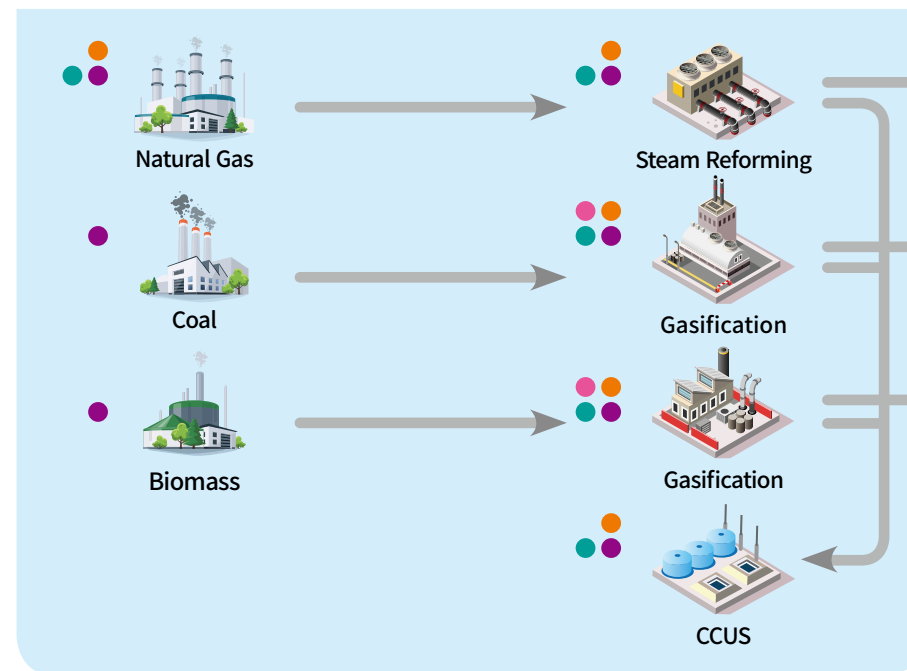 Natural Gas
Steam Reforming
Coal
Gasification
Biomass
Gasification
CCUS